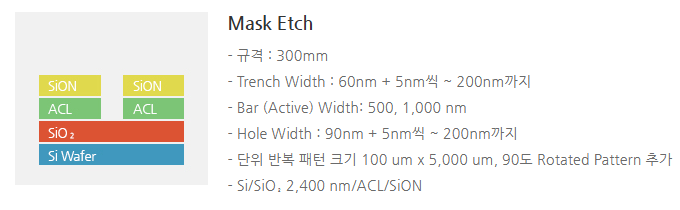 Mask Etch
- 규격 : 300mm
- Trench Width : 60nm + 5nm씩 ~ 200nm까지
- Bar (Active) Width: 500, 1,000 nm
- Hole Width : 90nm + 5nm씩 ~ 200nm까지
- 단위 반복 패턴 크기 100 um x 5,000 um, 90도 Rotated Pattern 추가
- Si/SiO₂ 2,400 nm/ACL/SiON
SiON SiON
ACL ACL
SiO₂
Si Wafer